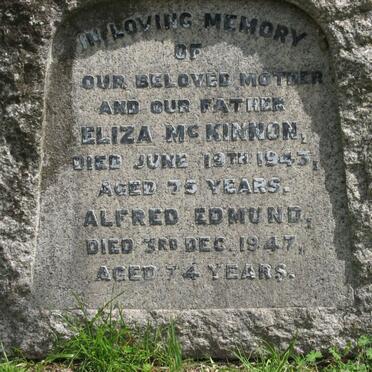 IN LOVING MEMORY
OF
OUR BELOVED MOTHER
AND OUR FATHER
ELIZA MCKINNON,
DIED JUNE 13TH 1943,
AGED 75 YEARS.
ALFRED EDMUND,
DIED 3RD DEC. 1947,
AGED 74 YEARS.